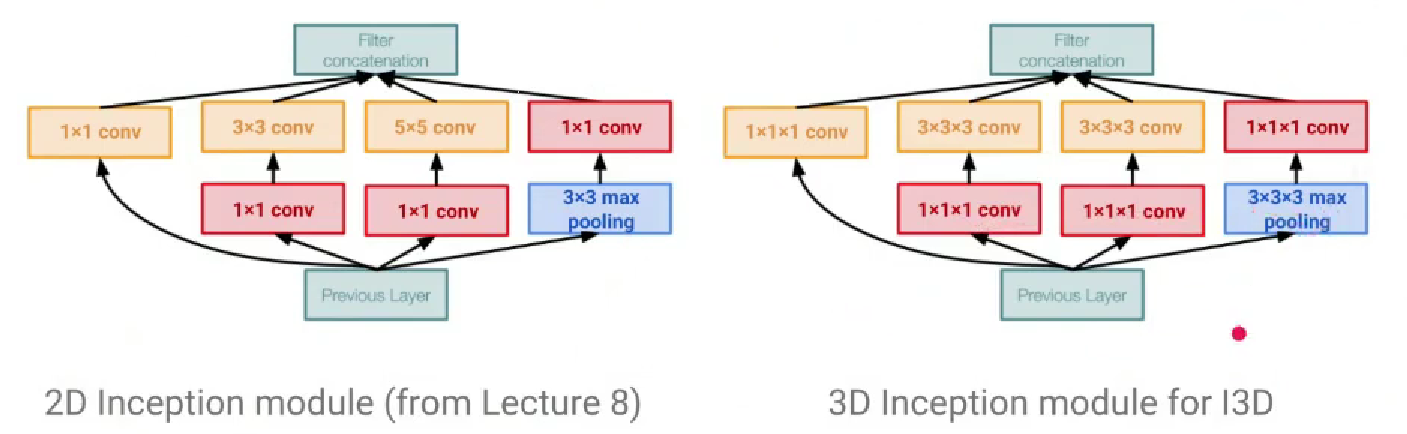 Filter
concatenation
1×1 conv
3×3 conv
5×5 conv
1×1 conv
1×1 conv
1×1 conv
3×3 max
pooling
Previous Layer
2D Inception module (from Lecture 8)
Filter
concatenation
1×1×1 conv
3×3×3 conv
3×3×3 conv
1×1×1 conv
1×1×1 conv
1×1×1 conv
3×3×3 max
pooling
Previous Layer
3D Inception module for I3D